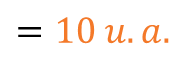 = 10 u. a.